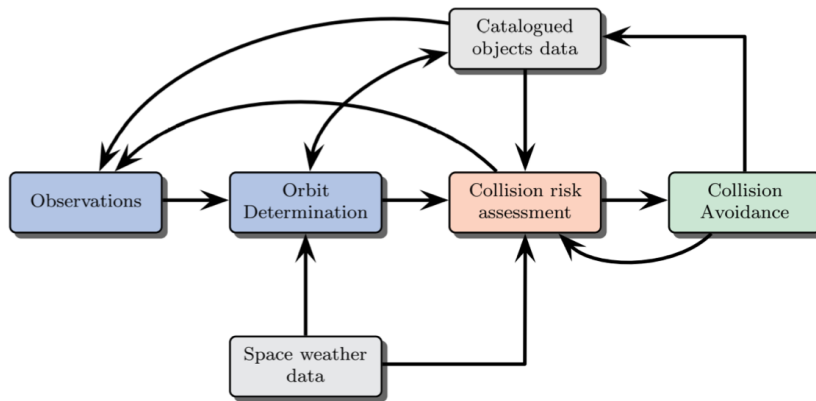 Catalogued
objects data
Observations
Orbit
Determination
Collision risk
assessment
Collision
Avoidance
Space weather
data